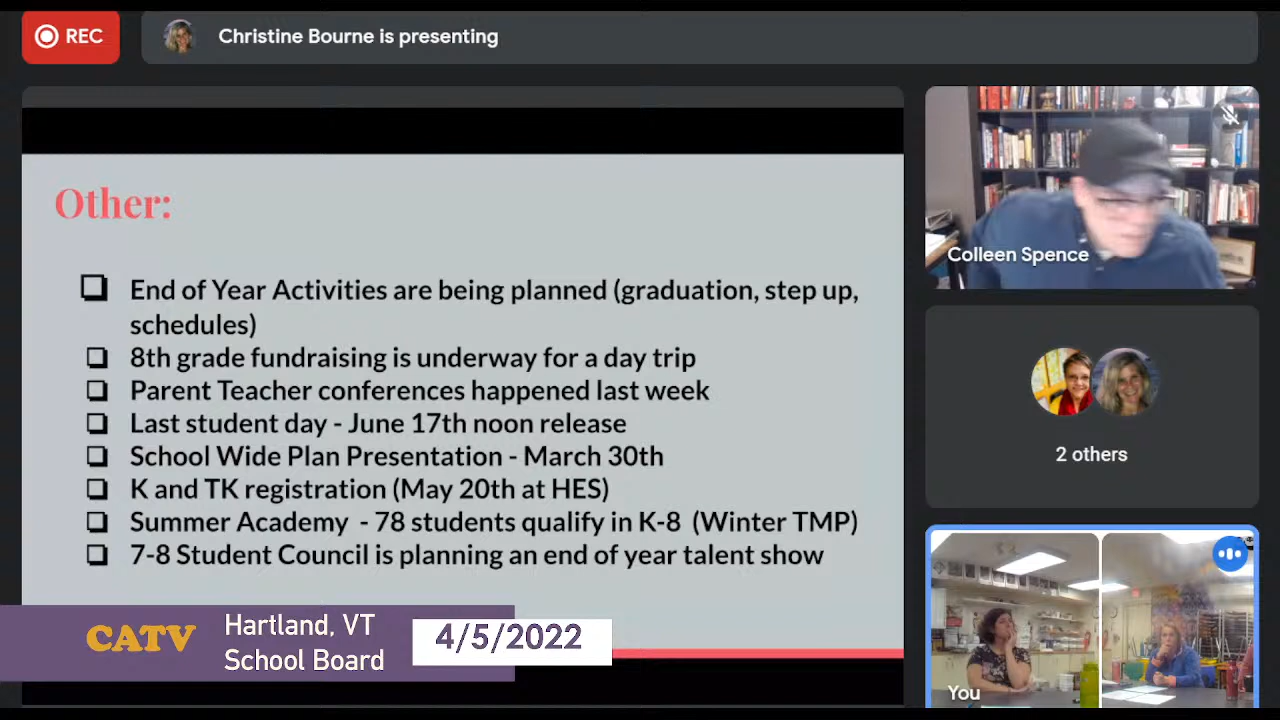 REC
Christine Bourne is presenting
Other:
End of Year Activities are being planned (graduation, step up,
schedules)
8th grade fundraising is underway for a day trip
Parent Teacher conferences happened last week
Last student day - June 17th noon release
School Wide Plan Presentation - March 30th
K and TK registration (May 20th at HES)
Summer Academy - 78 students qualify in K-8 (Winter TMP)
7-8 Student Council is planning an end of year talent show
Colleen Spence
2 others
You
CATV
Hartland, VT
School Board
4/5/2022